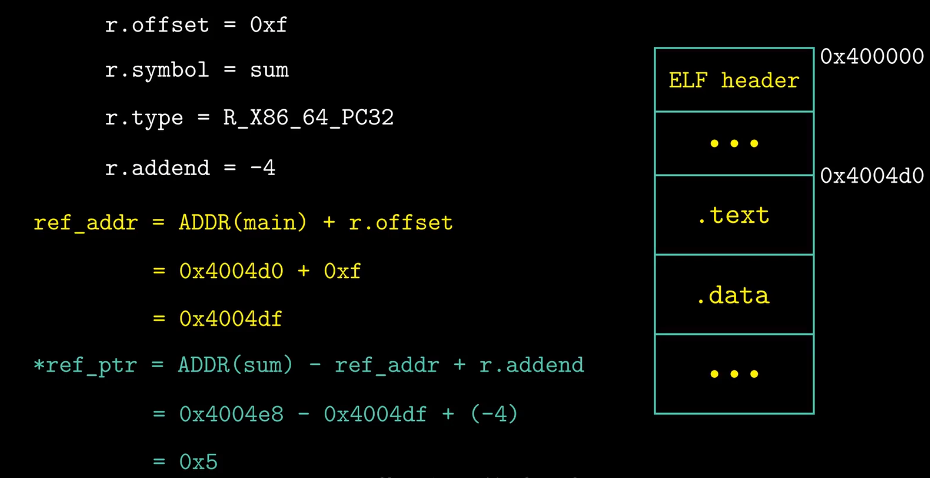 r.offset = 0xf
r.symbol = sum
r.type = R_X86_64_PC32
r.addend = -4
ref_addr = ADDR(main) + r.offset
= 0x4004d0 + 0xf
= 0x4004df
*ref_ptr = ADDR(sum) - ref_addr + r.addend
= 0x4004e8 - 0x4004df + (-4)
= 0x5
0x400000
ELF header
•••
0x4004d0
.text
.data
•••